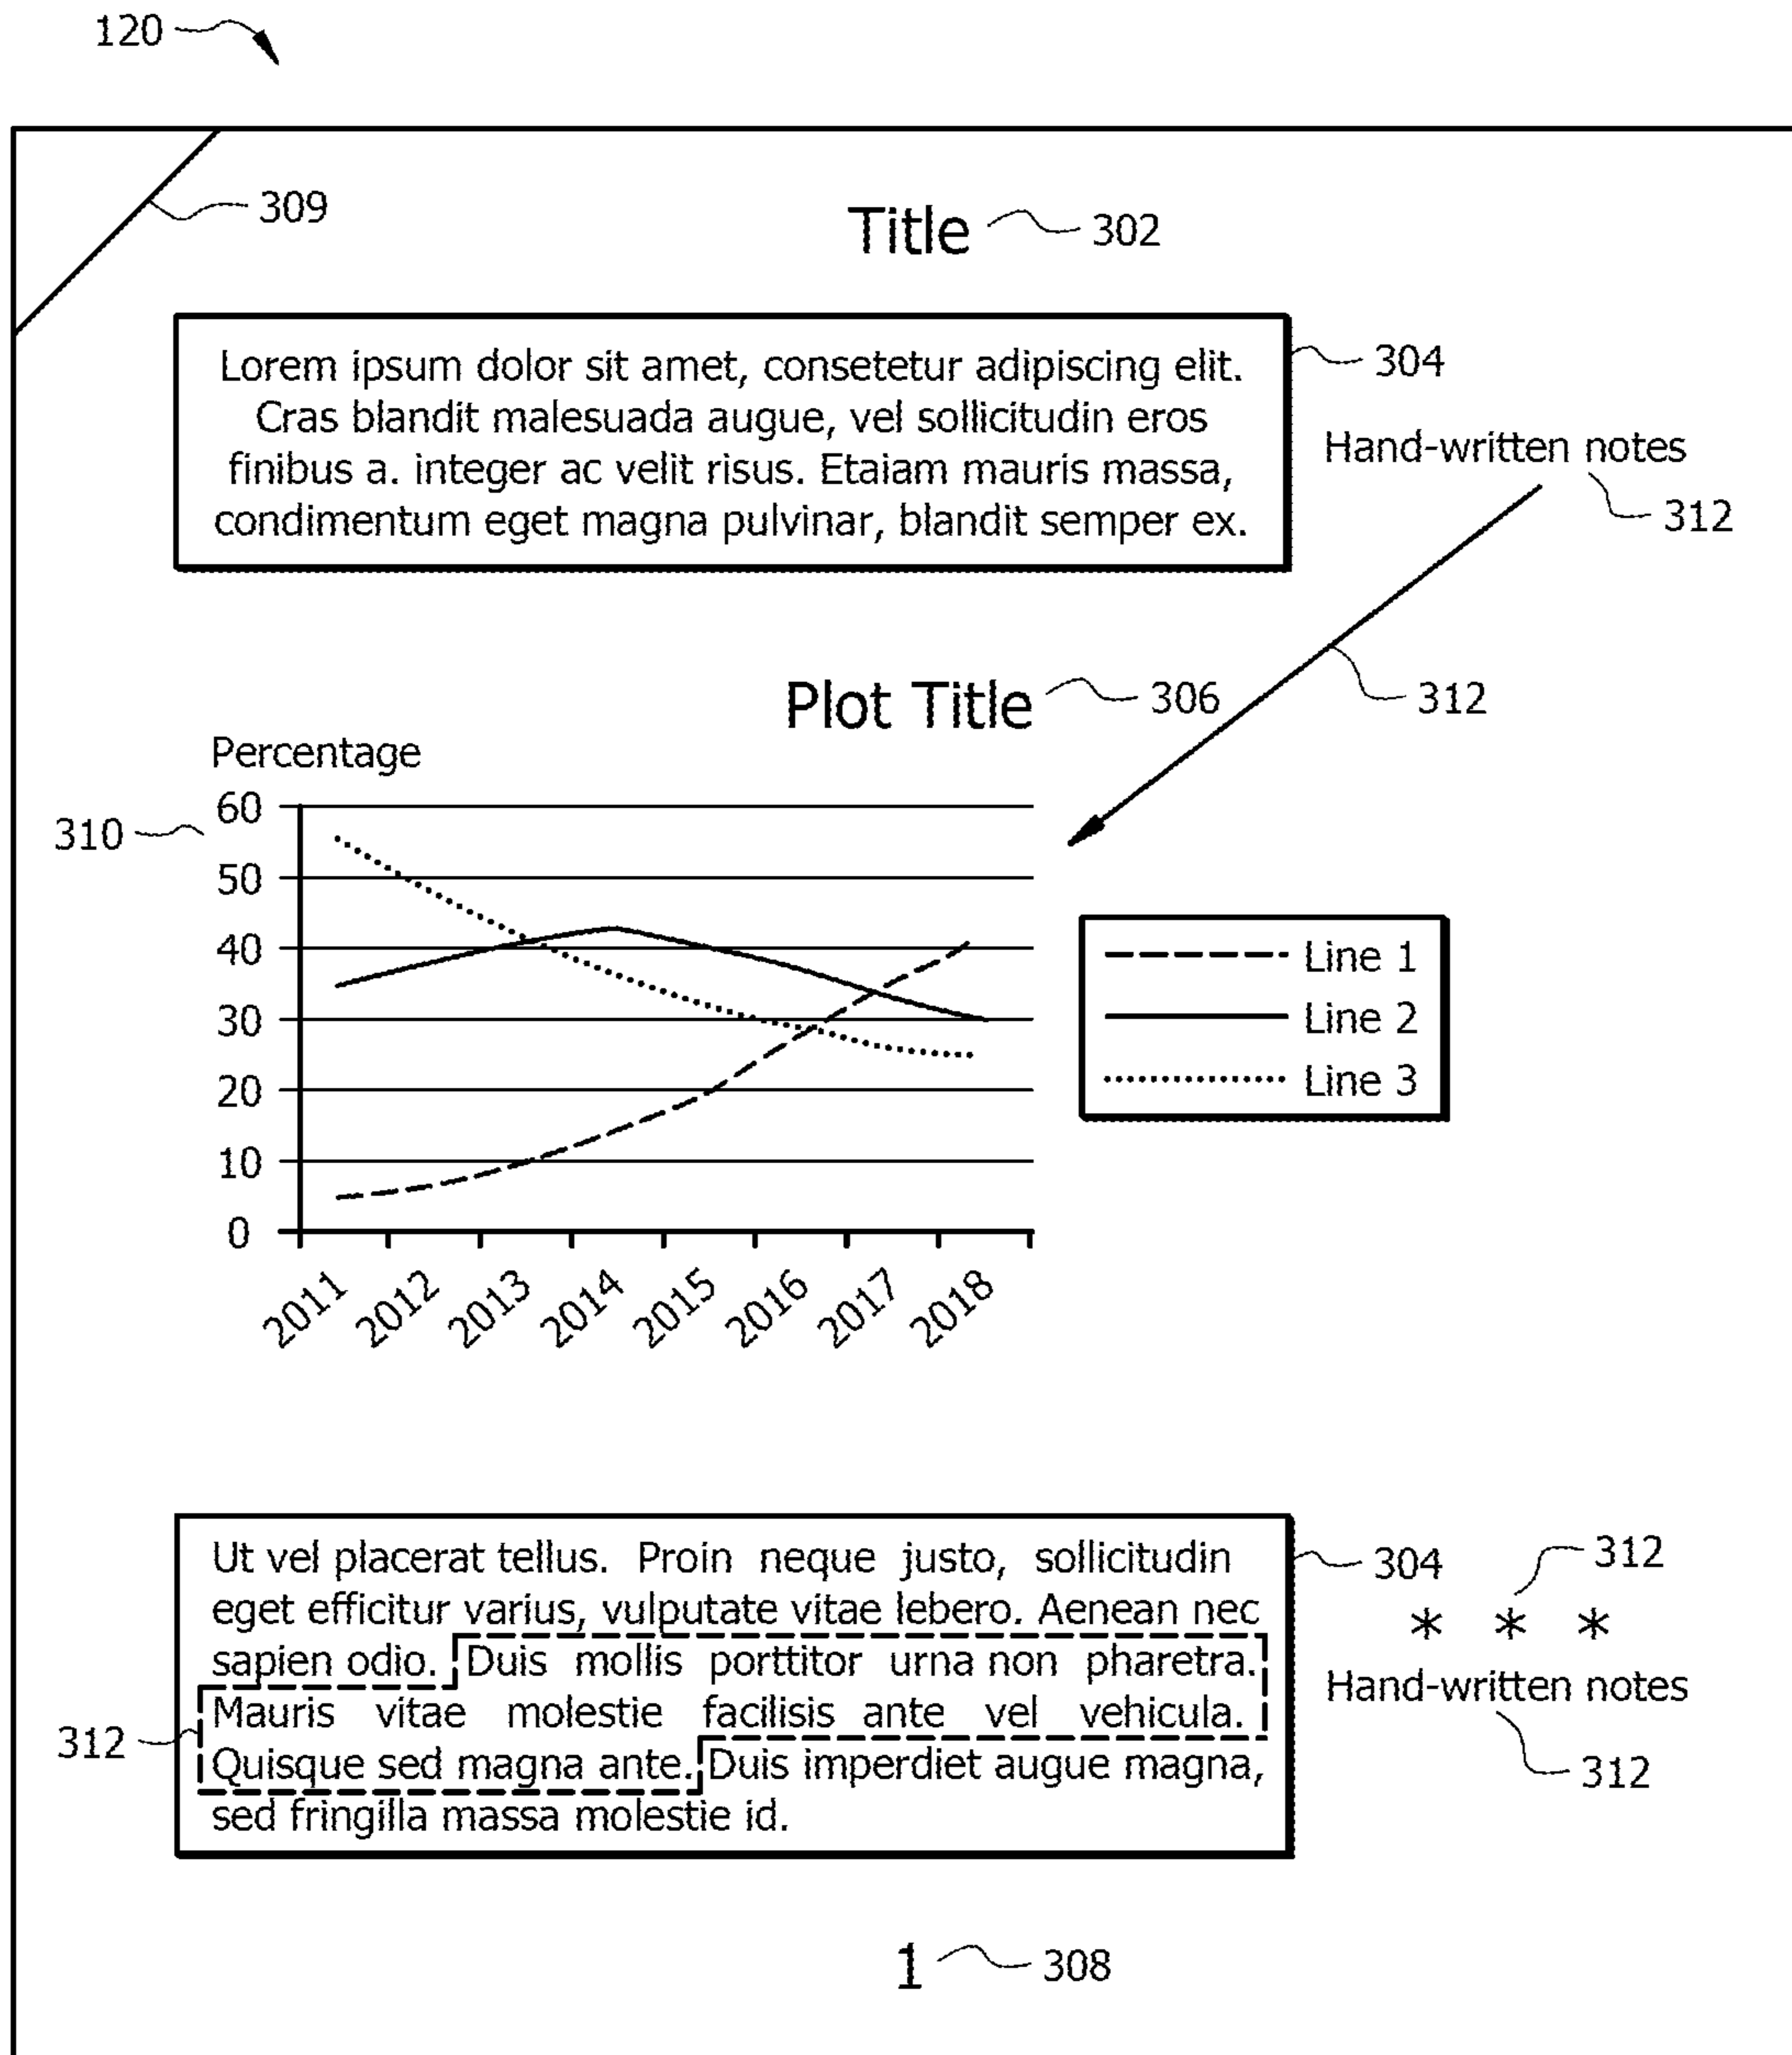 120
309
Title 302
Lorem ipsum dolor sit amet, consetetur adipiscing elit.
Cras blandit malesuada augue, vel sollicitudin eros
finibus a. integer ac velit risus. Etaiam mauris massa,
condimentum eget magna pulvinar, blandit semper ex.
304
Hand-written notes
312
312
Plot Title 306
Percentage
310
60
50
40
30
20
10
0
2011 2012 2013 2014 2015 2016 2017 2018
Line 1
Line 2
Line 3
Ut vel placerat tellus. Proin neque justo, sollicitudin
eget efficitur varius, vulputate vitae lebero. Aenean nec
sapien odio. Duis mollis porttitor urna non pharetra.
Mauris vitae molestie facilisis ante vel vehicula.
Quisque sed magna ante. Duis imperdiet augue magna,
sed fringilla massa molestie id.
304
312
312
* * *
Hand-written notes
312
1 308